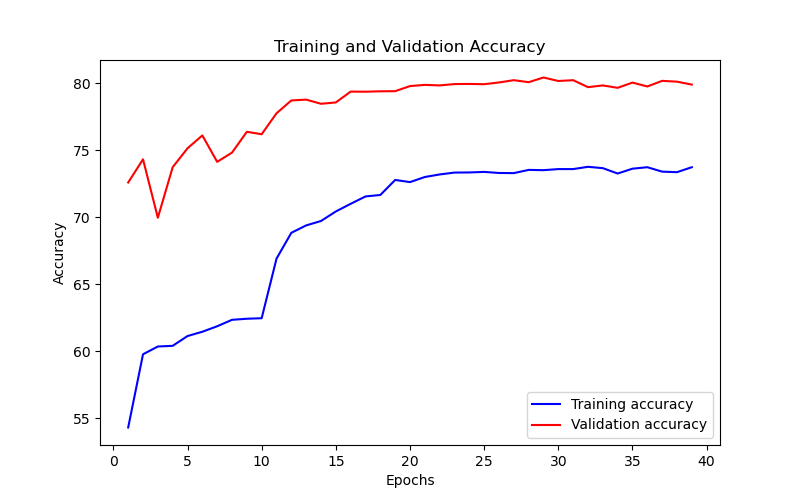 Training and Validation Accuracy
Accuracy
80
75
70
65
60
55
0 5 10 15 20 25 30 35 40
Epochs
Training accuracy
Validation accuracy